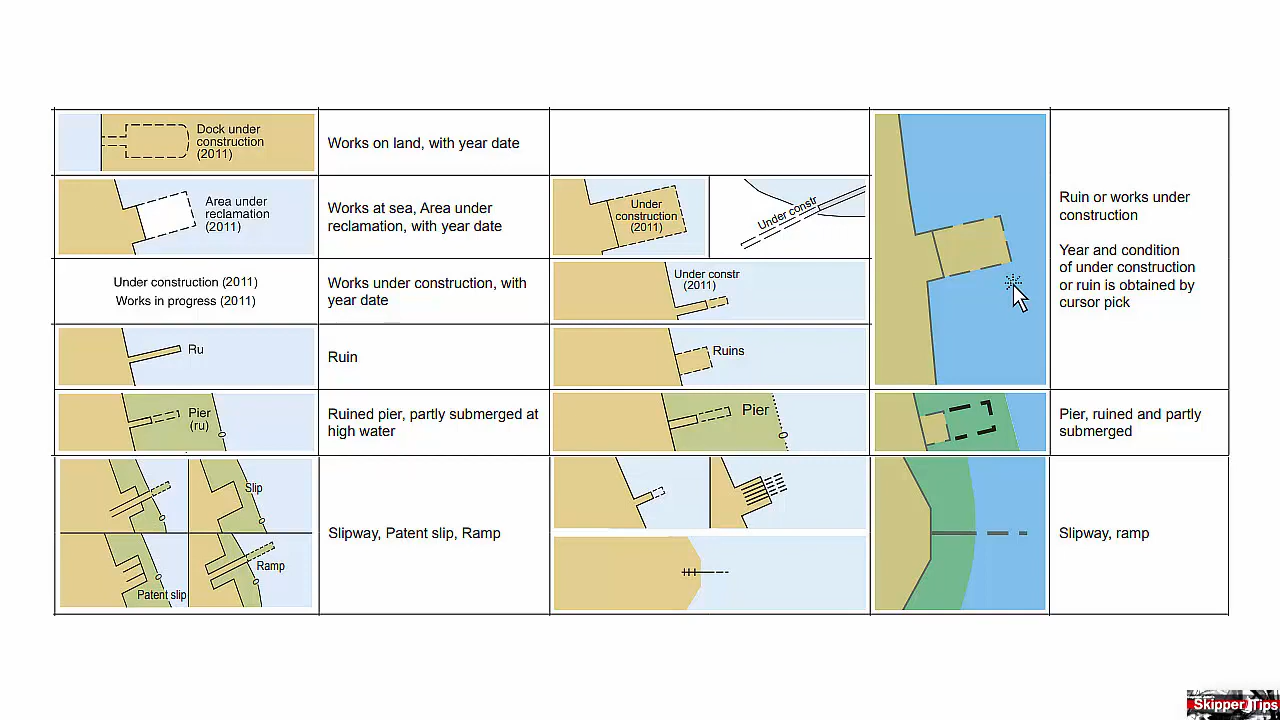 Dock under
construction
(2011)
Works on land, with year date
Area under
reclamation
(2011)
Works at sea, Area under
reclamation, with year date
Under
construction
(2011)
Under constr
Ruin or works under
construction
Year and condition
of under construction
or ruin is obtained by
cursor pick
Under construction (2011)
Works in progress (2011)
Works under construction, with
year date
Under constr
(2011)
Ru
Ruin
Ruins
Pier
(ru)
Ruined pier, partly submerged at
high water
Pier
Pier, ruined and partly
submerged
Slip
Patent slip
Ramp
Slipway, Patent slip, Ramp
Slipway, ramp
Skipper Tips